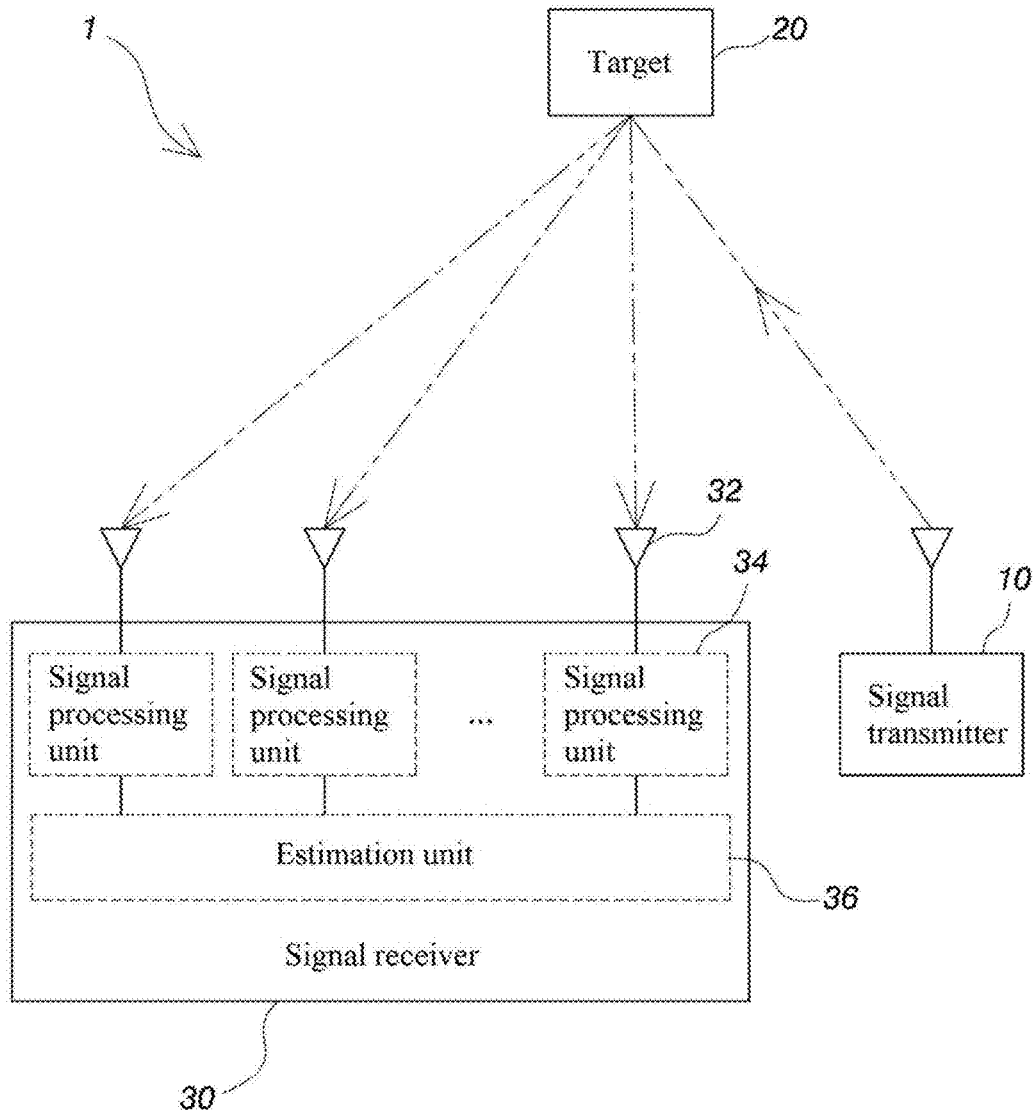 1
20
Target
32
34
10
Signal
processing
unit
Signal
processing
unit
...
Signal
processing
unit
Signal
transmitter
Estimation unit
36
Signal receiver
30